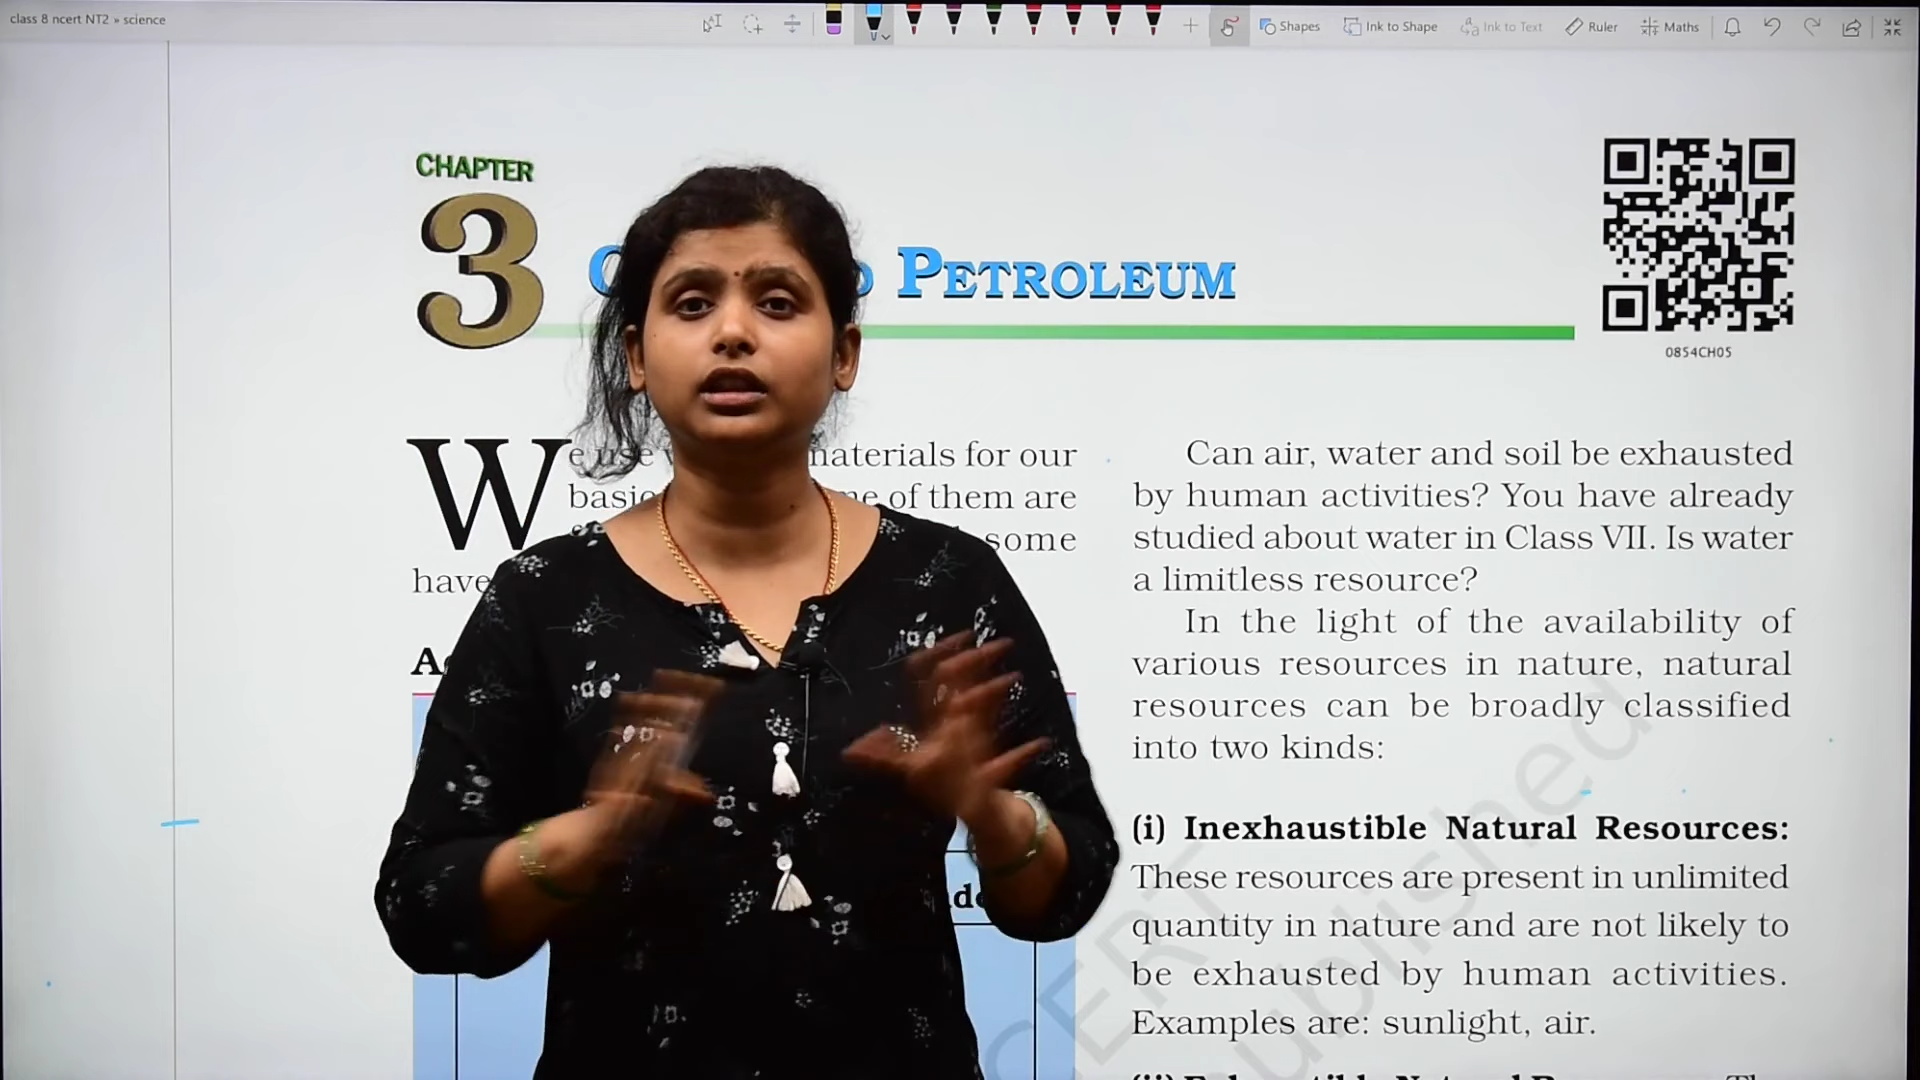 class 8 ncert NT2 » science
Shapes
Ink to Shape
Ink to Text
Ruler
Maths
CHAPTER
3
PETROLEUM
0854CH05
We use materials for our
basic of them are
some
have
Can air, water and soil be exhausted
by human activities? You have already
studied about water in Class VII. Is water
a limitless resource?
In the light of the availability of
various resources in nature, natural
resources can be broadly classified
into two kinds:
(i) Inexhaustible Natural Resources:
These resources are present in unlimited
quantity in nature and are not likely to
be exhausted by human activities.
Examples are: sunlight, air.